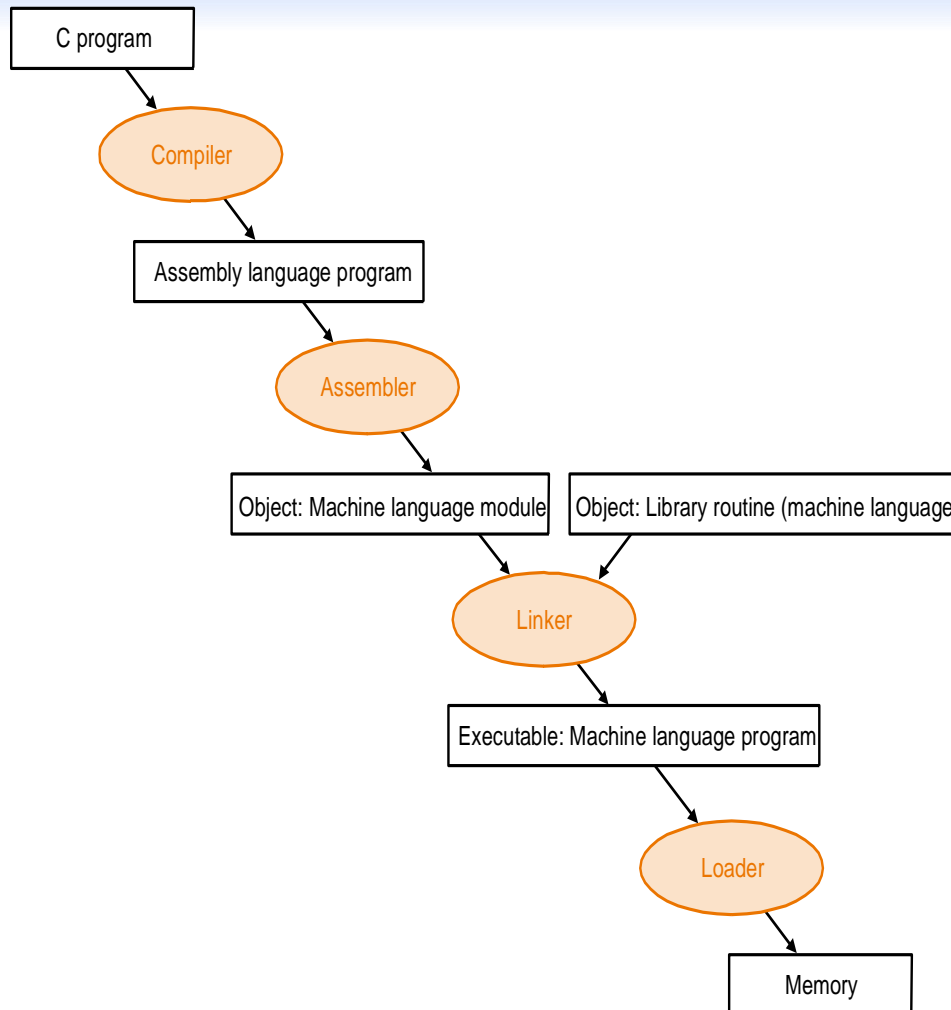 C program
Compiler
Assembly language program
Assembler
Object: Machine language module
Object: Library routine (machine language
Linker
Executable: Machine language program
Loader
Memory